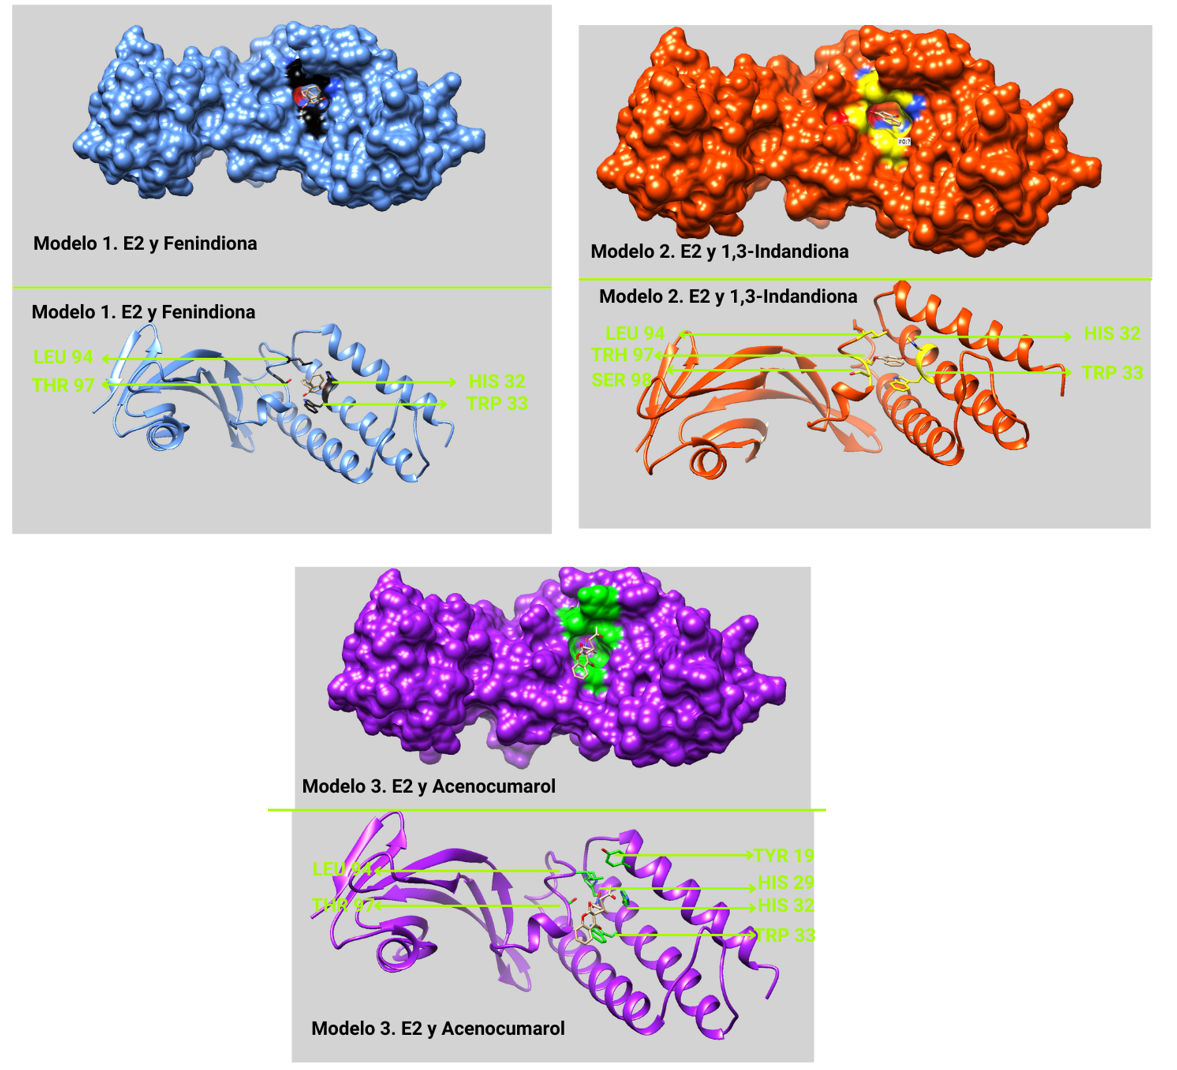 Modelo 1. E2 y Fenindiona
Modelo 1. E2 y Fenindiona
LEU 94
THR 97
HIS 32
TRP 33
#0:?
Modelo 2. E2 y 1,3-Indandiona
Modelo 2. E2 y 1,3-Indandiona
LEU 94
TRH 97
SER 98
HIS 32
TRP 33
Modelo 3. E2 y Acenocumarol
LEU 94
THR 97
TYR 19
HIS 29
HIS 32
TRP 33
Modelo 3. E2 y Acenocumarol